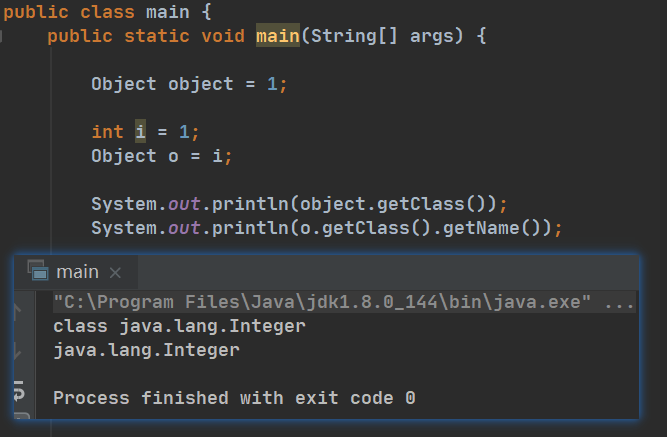 public class main {
public static void main(String[] args) {
Object object = 1;
int i = 1;
Object o = i;
System.out.println(object.getClass());
System.out.println(o.getClass().getName());
main ×
"C:\Program Files\Java\jdk1.8.0_144\bin\java.exe" ...
class java.lang.Integer
java.lang.Integer
Process finished with exit code 0